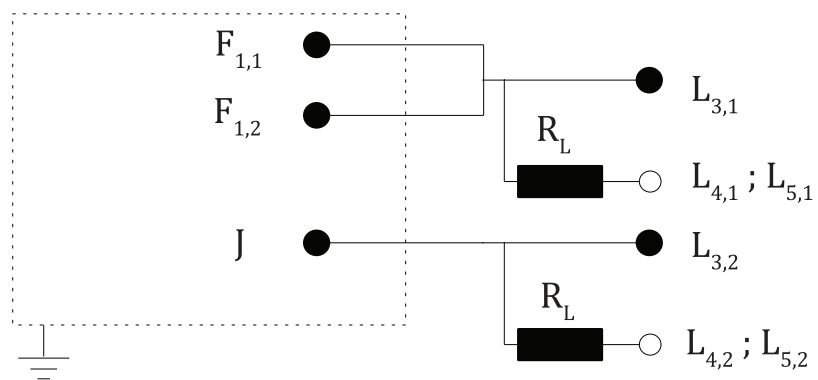 F1,1
L3,1
F1,2
RL
L4,1 ; L5,1
J
L3,2
RL
L4,2 ; L5,2